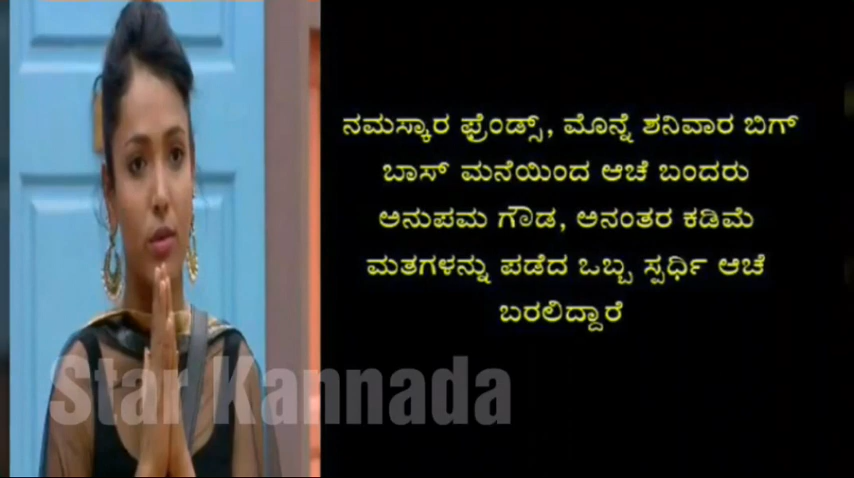 ನಮಸ್ಕಾರ ಫ್ರೆಂಡ್ಸ್, ಮೊನ್ನೆ ಶನಿವಾರ ಬಿಗ್
ಬಾಸ್ ಮನೆಯಿಂದ ಆಚೆ ಬಂದರು
ಅನುಪಮ ಗೌಡ, ಅನಂತರ ಕಡಿಮೆ
ಮತಗಳನ್ನು ಪಡೆದ ಒಬ್ಬ ಸ್ಪರ್ಧಿ ಆಚೆ
ಬರಲಿದ್ದಾರೆ
Star Kannada